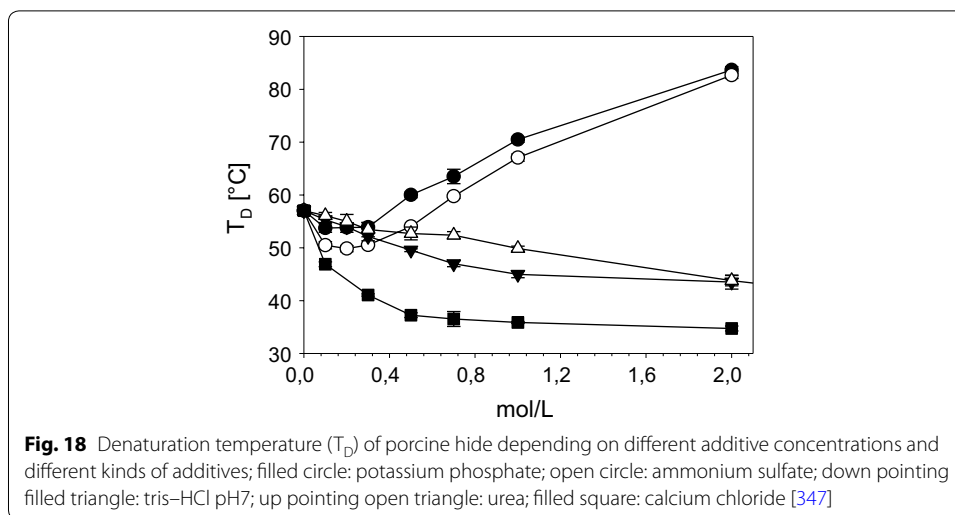 90
80
70
60
50
40
30
T_D [°C]
0,0 0,4 0,8 1,2 1,6 2,0
mol/L
Fig. 18 Denaturation temperature (T_D) of porcine hide depending on different additive concentrations and
different kinds of additives; filled circle: potassium phosphate; open circle: ammonium sulfate; down pointing
filled triangle: tris–HCl pH7; up pointing open triangle: urea; filled square: calcium chloride [347]